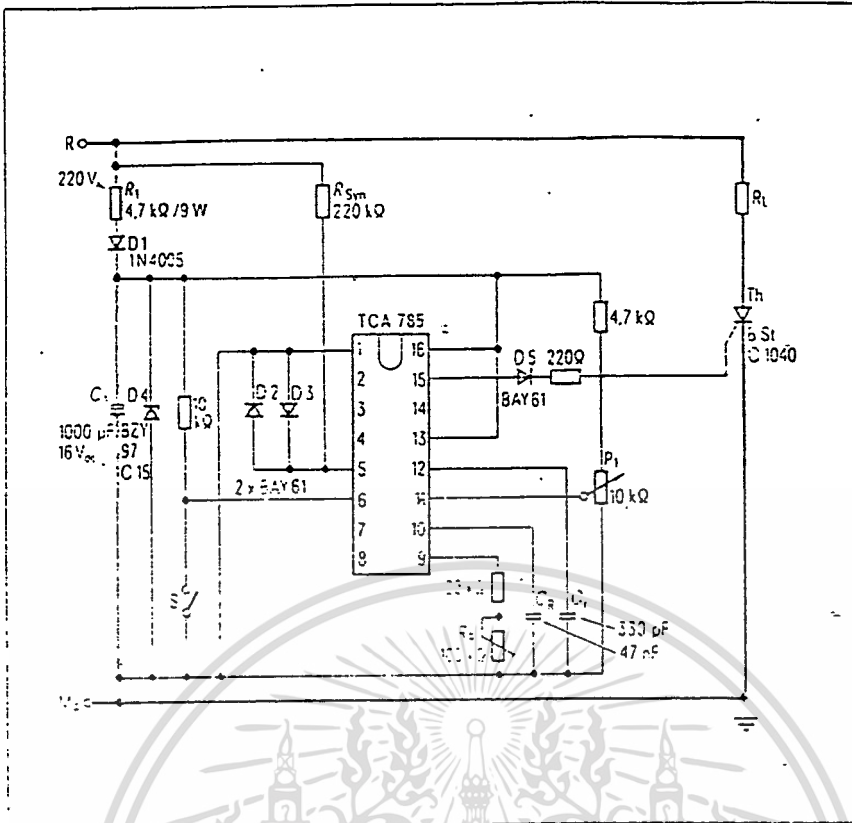 R
220 V
R₁
4,7 kΩ/9 W
D1
1N4005
RSyn
220 kΩ
4,7 kΩ
RL
Th
C 1040
TCA 785
1
2
3
4
5
6
7
8
16
15
14
13
12
10
9
D5
220Ω
BAY 61
D4
1000 µF
16 V
BZY
97
C 15
10
kΩ
D2
D3
2 x BAY 61
P₁
10 kΩ
S
CR
330 pF
47 nF